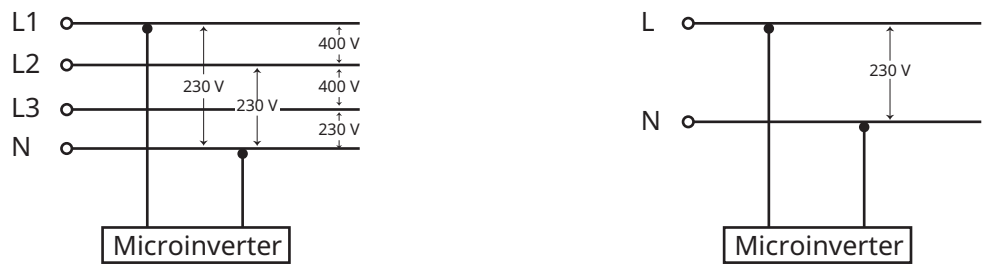 L1
400 V
L2
230 V
400 V
230 V
L3
230 V
N
Microinverter
L
230 V
N
Microinverter